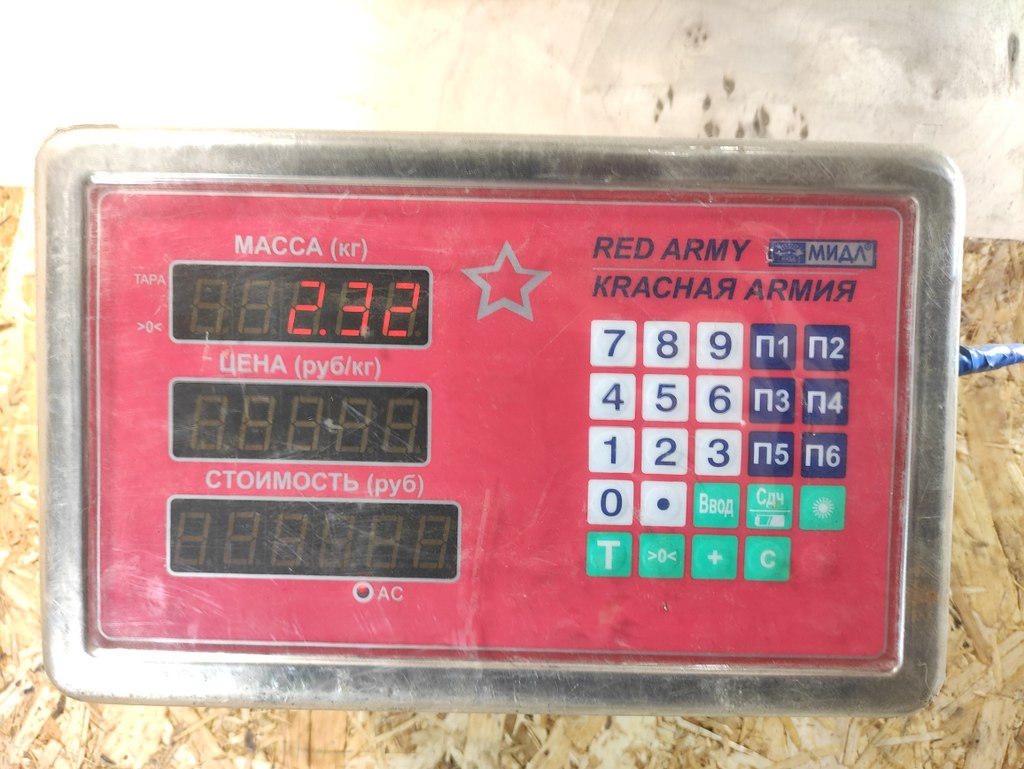 МАССА (кг)
ТАРА
2.32
>0<
ЦЕНА (руб/кг)
СТОИМОСТЬ (руб)
AC
RED ARMY МИДЛ®
КRАСНАЯ АRМИЯ
7 8 9 П1 П2
4 5 6 П3 П4
1 2 3 П5 П6
0 • Ввод Сдч
T >0< + C